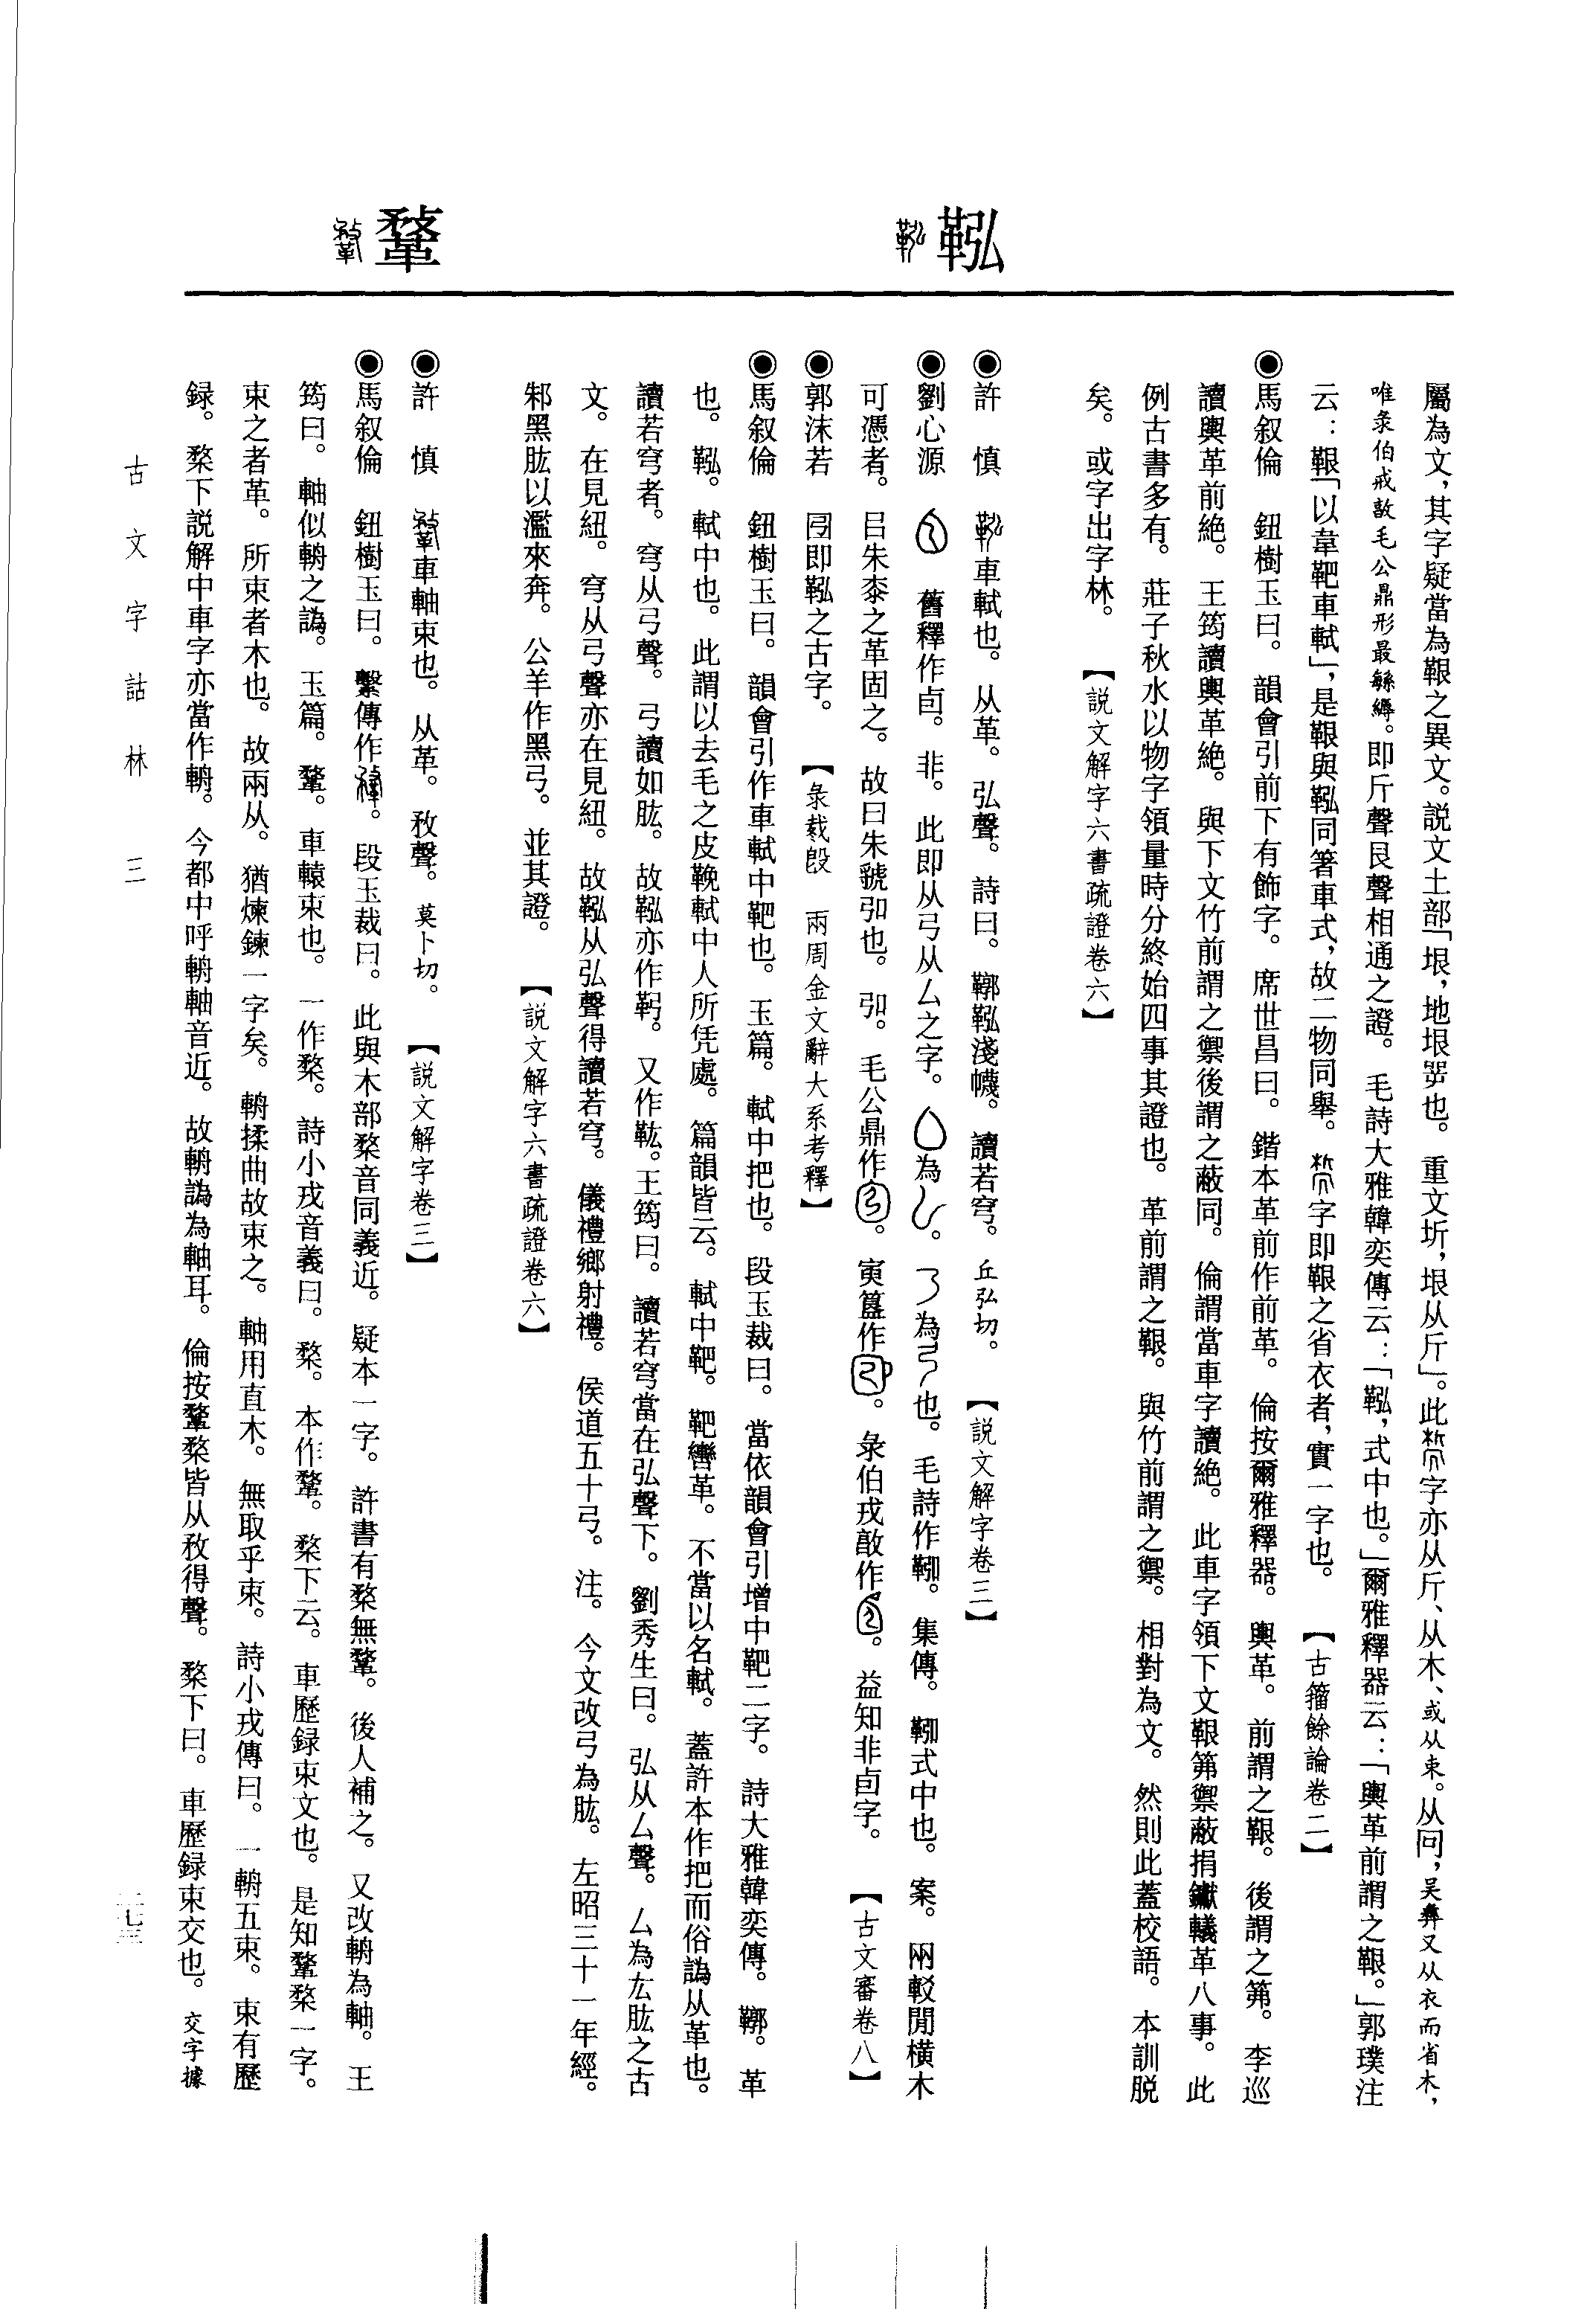 鞃
鞪
屬為文，其字疑當為鞎之異文。説文土部「垠，地垠咢也。重文圻，垠从斤」。此字亦从斤、从木、或从束。从冋，吴彝又从衣而省木，
唯彔伯㦰𣪘毛公鼎形最緐縟。即斤聲艮聲相通之證。毛詩大雅韓奕傳云：「鞃，式中也。」爾雅釋器云：「輿革前謂之鞎。」郭璞注
云：鞎「以韋靶車軾」，是鞎與鞃同箸車式，故二物同舉。字即鞎之省衣者，實一字也。【古籀餘論卷二】
◉馬叙倫　鈕樹玉曰。韻會引前下有飾字。席世昌曰。鍇本革前作前革。倫按爾雅釋器。輿革。前謂之鞎。後謂之笰。李巡
讀輿革前絶。王筠讀輿革絶。與下文竹前謂之禦後謂之蔽同。倫謂當車字讀絶。此車字領下文鞎笰禦蔽捐鑣轙革八事。此
例古書多有。莊子秋水以物字領量時分終始四事其證也。革前謂之鞎。與竹前謂之禦。相對為文。然則此蓋校語。本訓脱
矣。或字出字林。【説文解字六書疏證卷六】
◉許　慎　車軾也。从革。弘聲。詩曰。鞹鞃淺幭。讀若穹。丘弘切。【説文解字卷三】
◉劉心源　舊釋作卣。非。此即从弓从厶之字。為。為也。毛詩作鞃。集傳。鞃式中也。案。兩較閒橫木
可憑者。㠯朱桼之革固之。故曰朱虢弘也。弘。毛公鼎作。寅簋作。彔伯戎敢作。益知非卣字。【古文審卷八】
◉郭沫若　即鞃之古字。【彔㦰𣪘　兩周金文辭大系考釋】
◉馬叙倫　鈕樹玉曰。韻會引作車軾中靶也。玉篇。軾中把也。段玉裁曰。當依韻會引增中靶二字。詩大雅韓奕傳。鞹。革
也。鞃。軾中也。此謂以去毛之皮鞔軾中人所凭處。篇韻皆云。軾中靶。靶轡革。不當以名軾。蓋許本作把而俗譌从革也。
讀若穹者。穹从弓聲。弓讀如肱。故鞃亦作䩑。又作䡏。王筠曰。讀若穹當在弘聲下。劉秀生曰。弘从厶聲。厶為厷肱之古
文。在見紐。穹从弓聲亦在見紐。故鞃从弘聲得讀若穹。儀禮鄉射禮。侯道五十弓。注。今文改弓為肱。左昭三十一年經。
邾黑肱以濫來奔。公羊作黑弓。並其證。【説文解字六書疏證卷六】
◉許　慎　車軸束也。从革。敄聲。莫卜切。【説文解字卷三】
◉馬叙倫　鈕樹玉曰。繫傳作。段玉裁曰。此與木部楘音同義近。疑本一字。許書有楘無鞪。後人補之。又改輈為軸。王
筠曰。軸似輈之譌。玉篇。鞪。車轅束也。一作楘。詩小戎音義曰。楘。本作鞪。楘下云。車歷録束文也。是知鞪楘一字。
束之者革。所束者木也。故兩从。猶煉鍊一字矣。輈揉曲故束之。軸用直木。無取乎束。詩小戎傳曰。一輈五束。束有歷
録。楘下説解中車字亦當作輈。今都中呼輈軸音近。故輈譌為軸耳。倫按鞪楘皆从敄得聲。楘下曰。車歷録束交也。交字據
古文字詁林　三
二七三